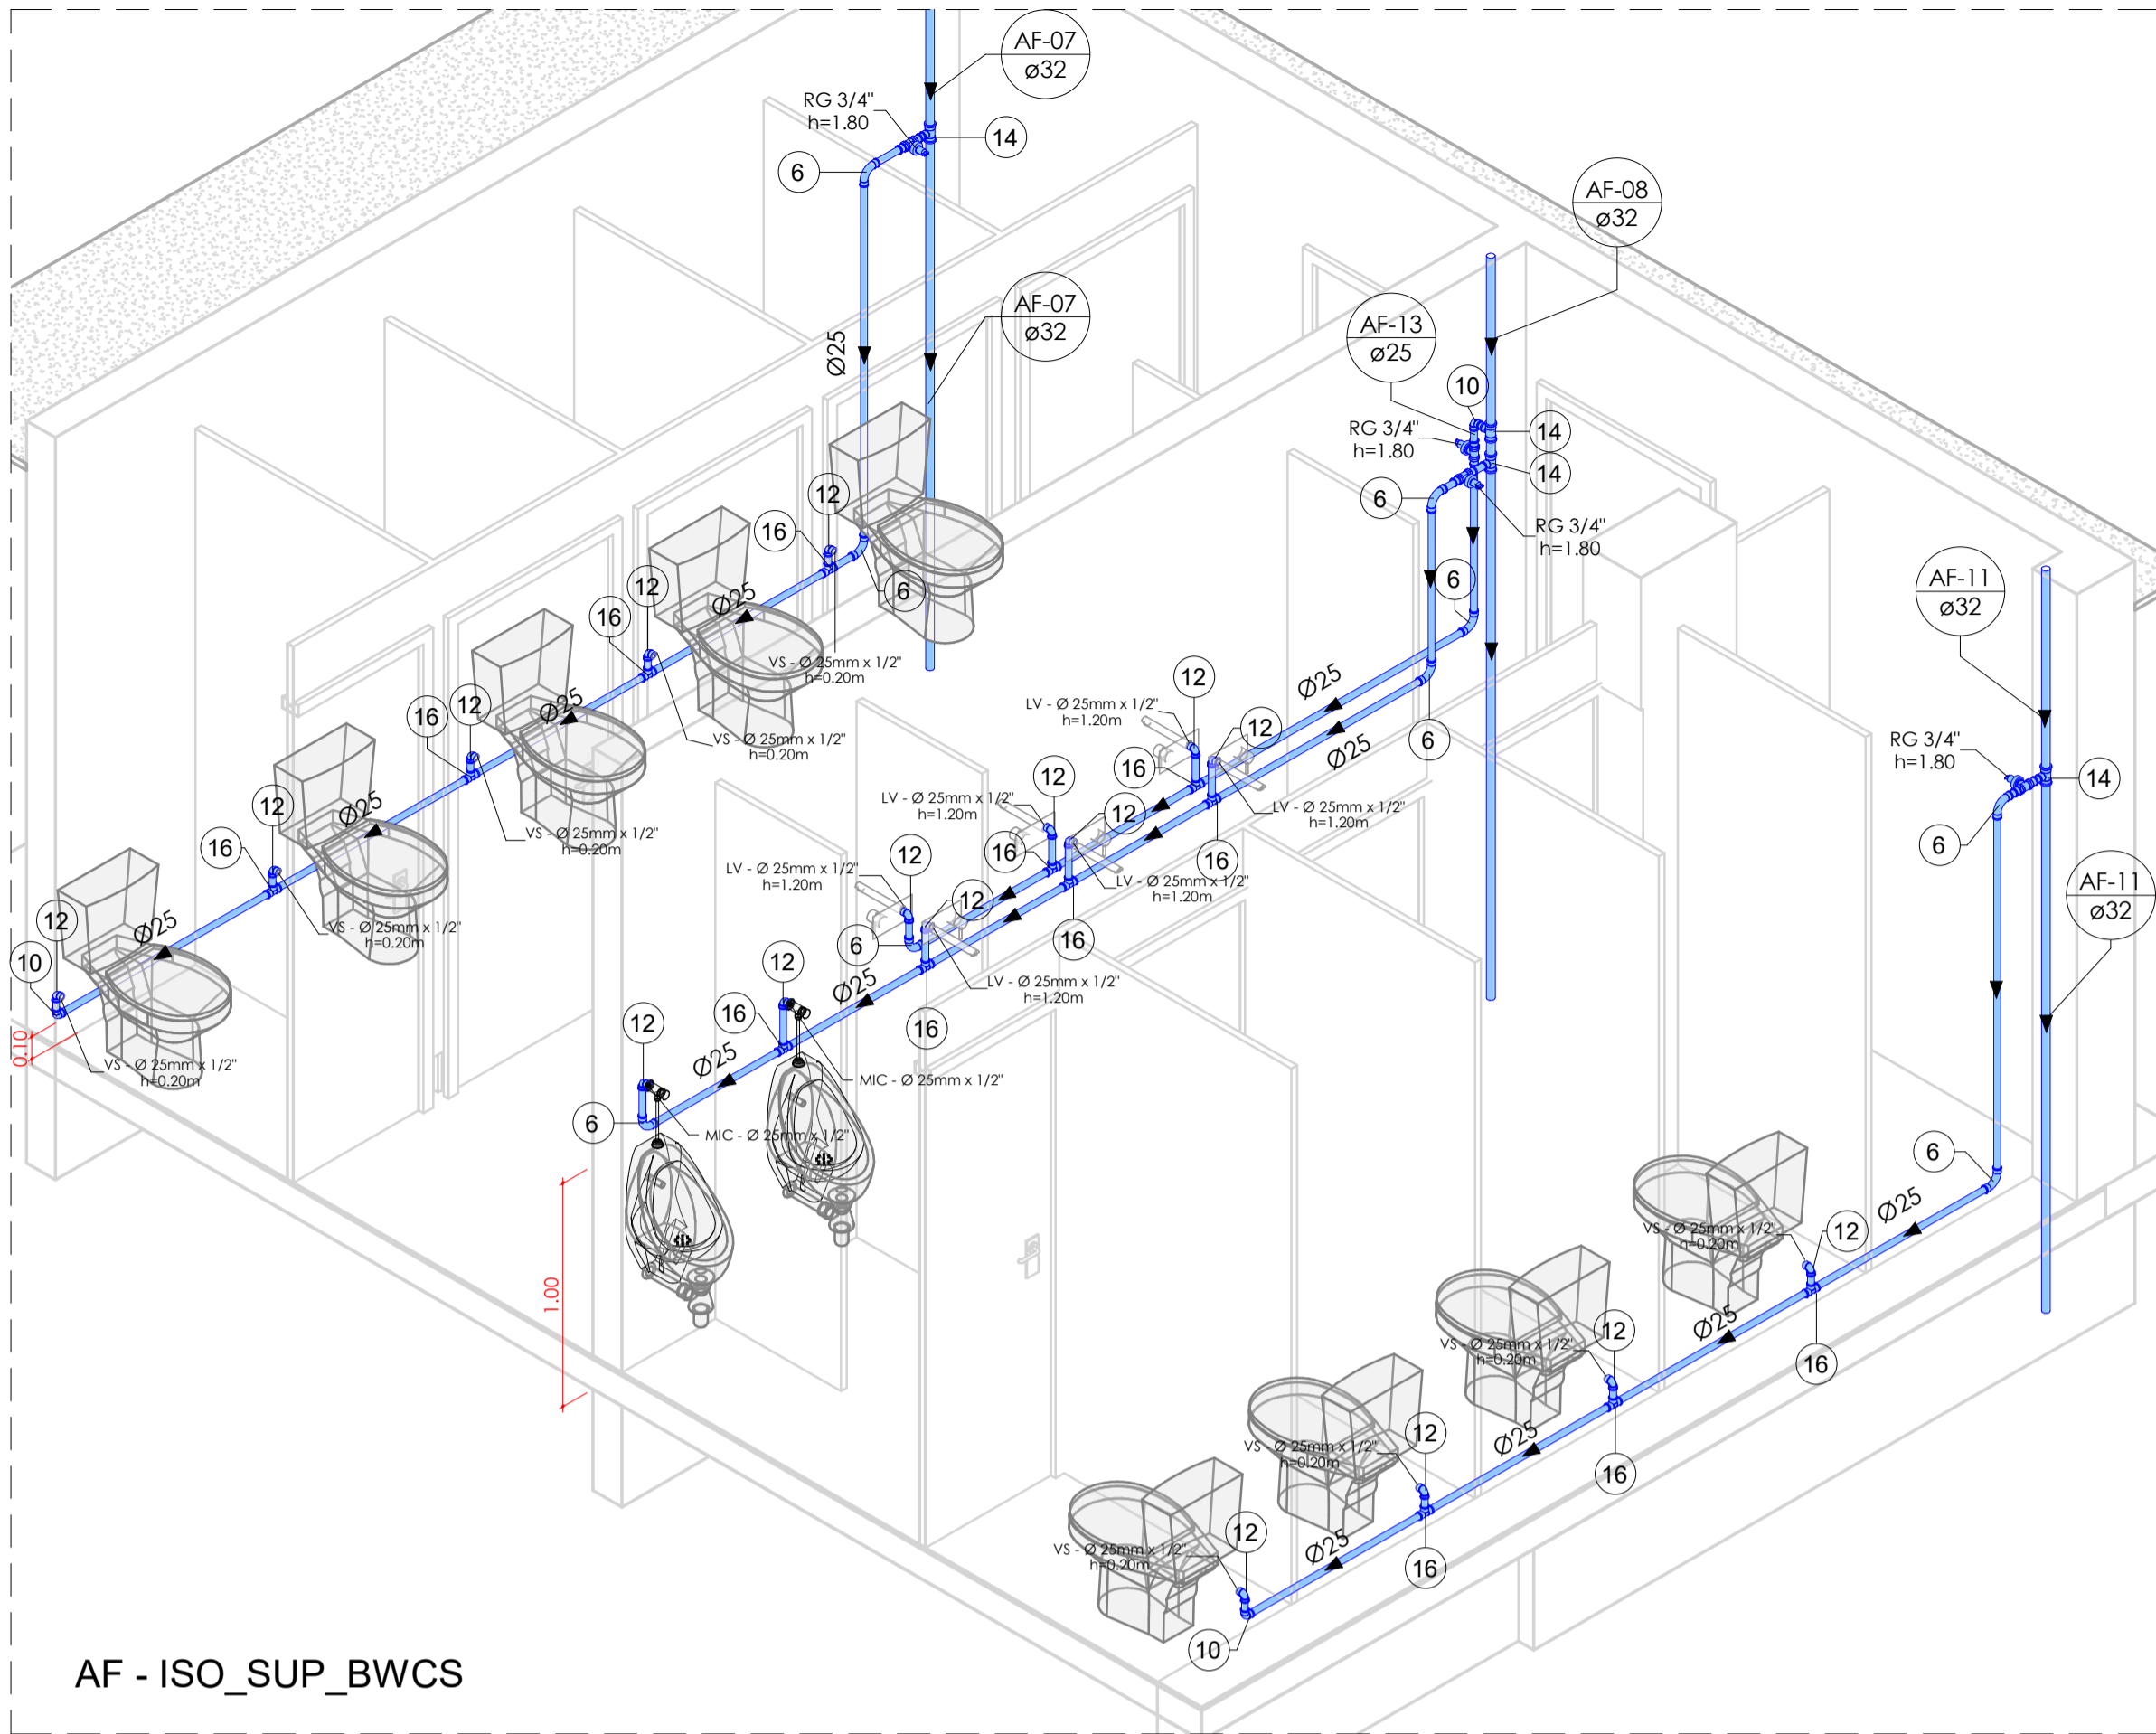 AF-07
ø32
RG 3/4"
h=1.80
14
6
AF-08
ø32
AF-07
ø32
Ø25
AF-13
ø25
10
RG 3/4"
h=1.80
14
14
6
RG 3/4"
h=1.80
12
16
6
6
AF-11
ø32
12
16
Ø25
VS - Ø 25mm x 1/2"
h=0.20m
12
16
Ø25
VS - Ø 25mm x 1/2"
h=0.20m
12
LV - Ø 25mm x 1/2"
h=1.20m
Ø25
12
6
Ø25
16
RG 3/4"
h=1.80
14
6
12
16
Ø25
VS - Ø 25mm x 1/2"
h=0.20m
12
LV - Ø 25mm x 1/2"
h=1.20m
12
LV - Ø 25mm x 1/2"
h=1.20m
16
16
AF-11
ø32
12
10
Ø25
VS - Ø 25mm x 1/2"
h=0.20m
12
LV - Ø 25mm x 1/2"
h=1.20m
12
LV - Ø 25mm x 1/2"
h=1.20m
16
6
12
Ø25
LV - Ø 25mm x 1/2"
h=1.20m
16
0.10
VS - Ø 25mm x 1/2"
h=0.20m
12
16
Ø25
MIC - Ø 25mm x 1/2"
6
MIC - Ø 25mm x 1/2"
1.00
6
Ø25
VS - Ø 25mm x 1/2"
h=0.20m
12
Ø25
16
VS - Ø 25mm x 1/2"
h=0.20m
12
Ø25
16
VS - Ø 25mm x 1/2"
h=0.20m
12
Ø25
16
VS - Ø 25mm x 1/2"
h=0.20m
12
10
AF - ISO_SUP_BWCS